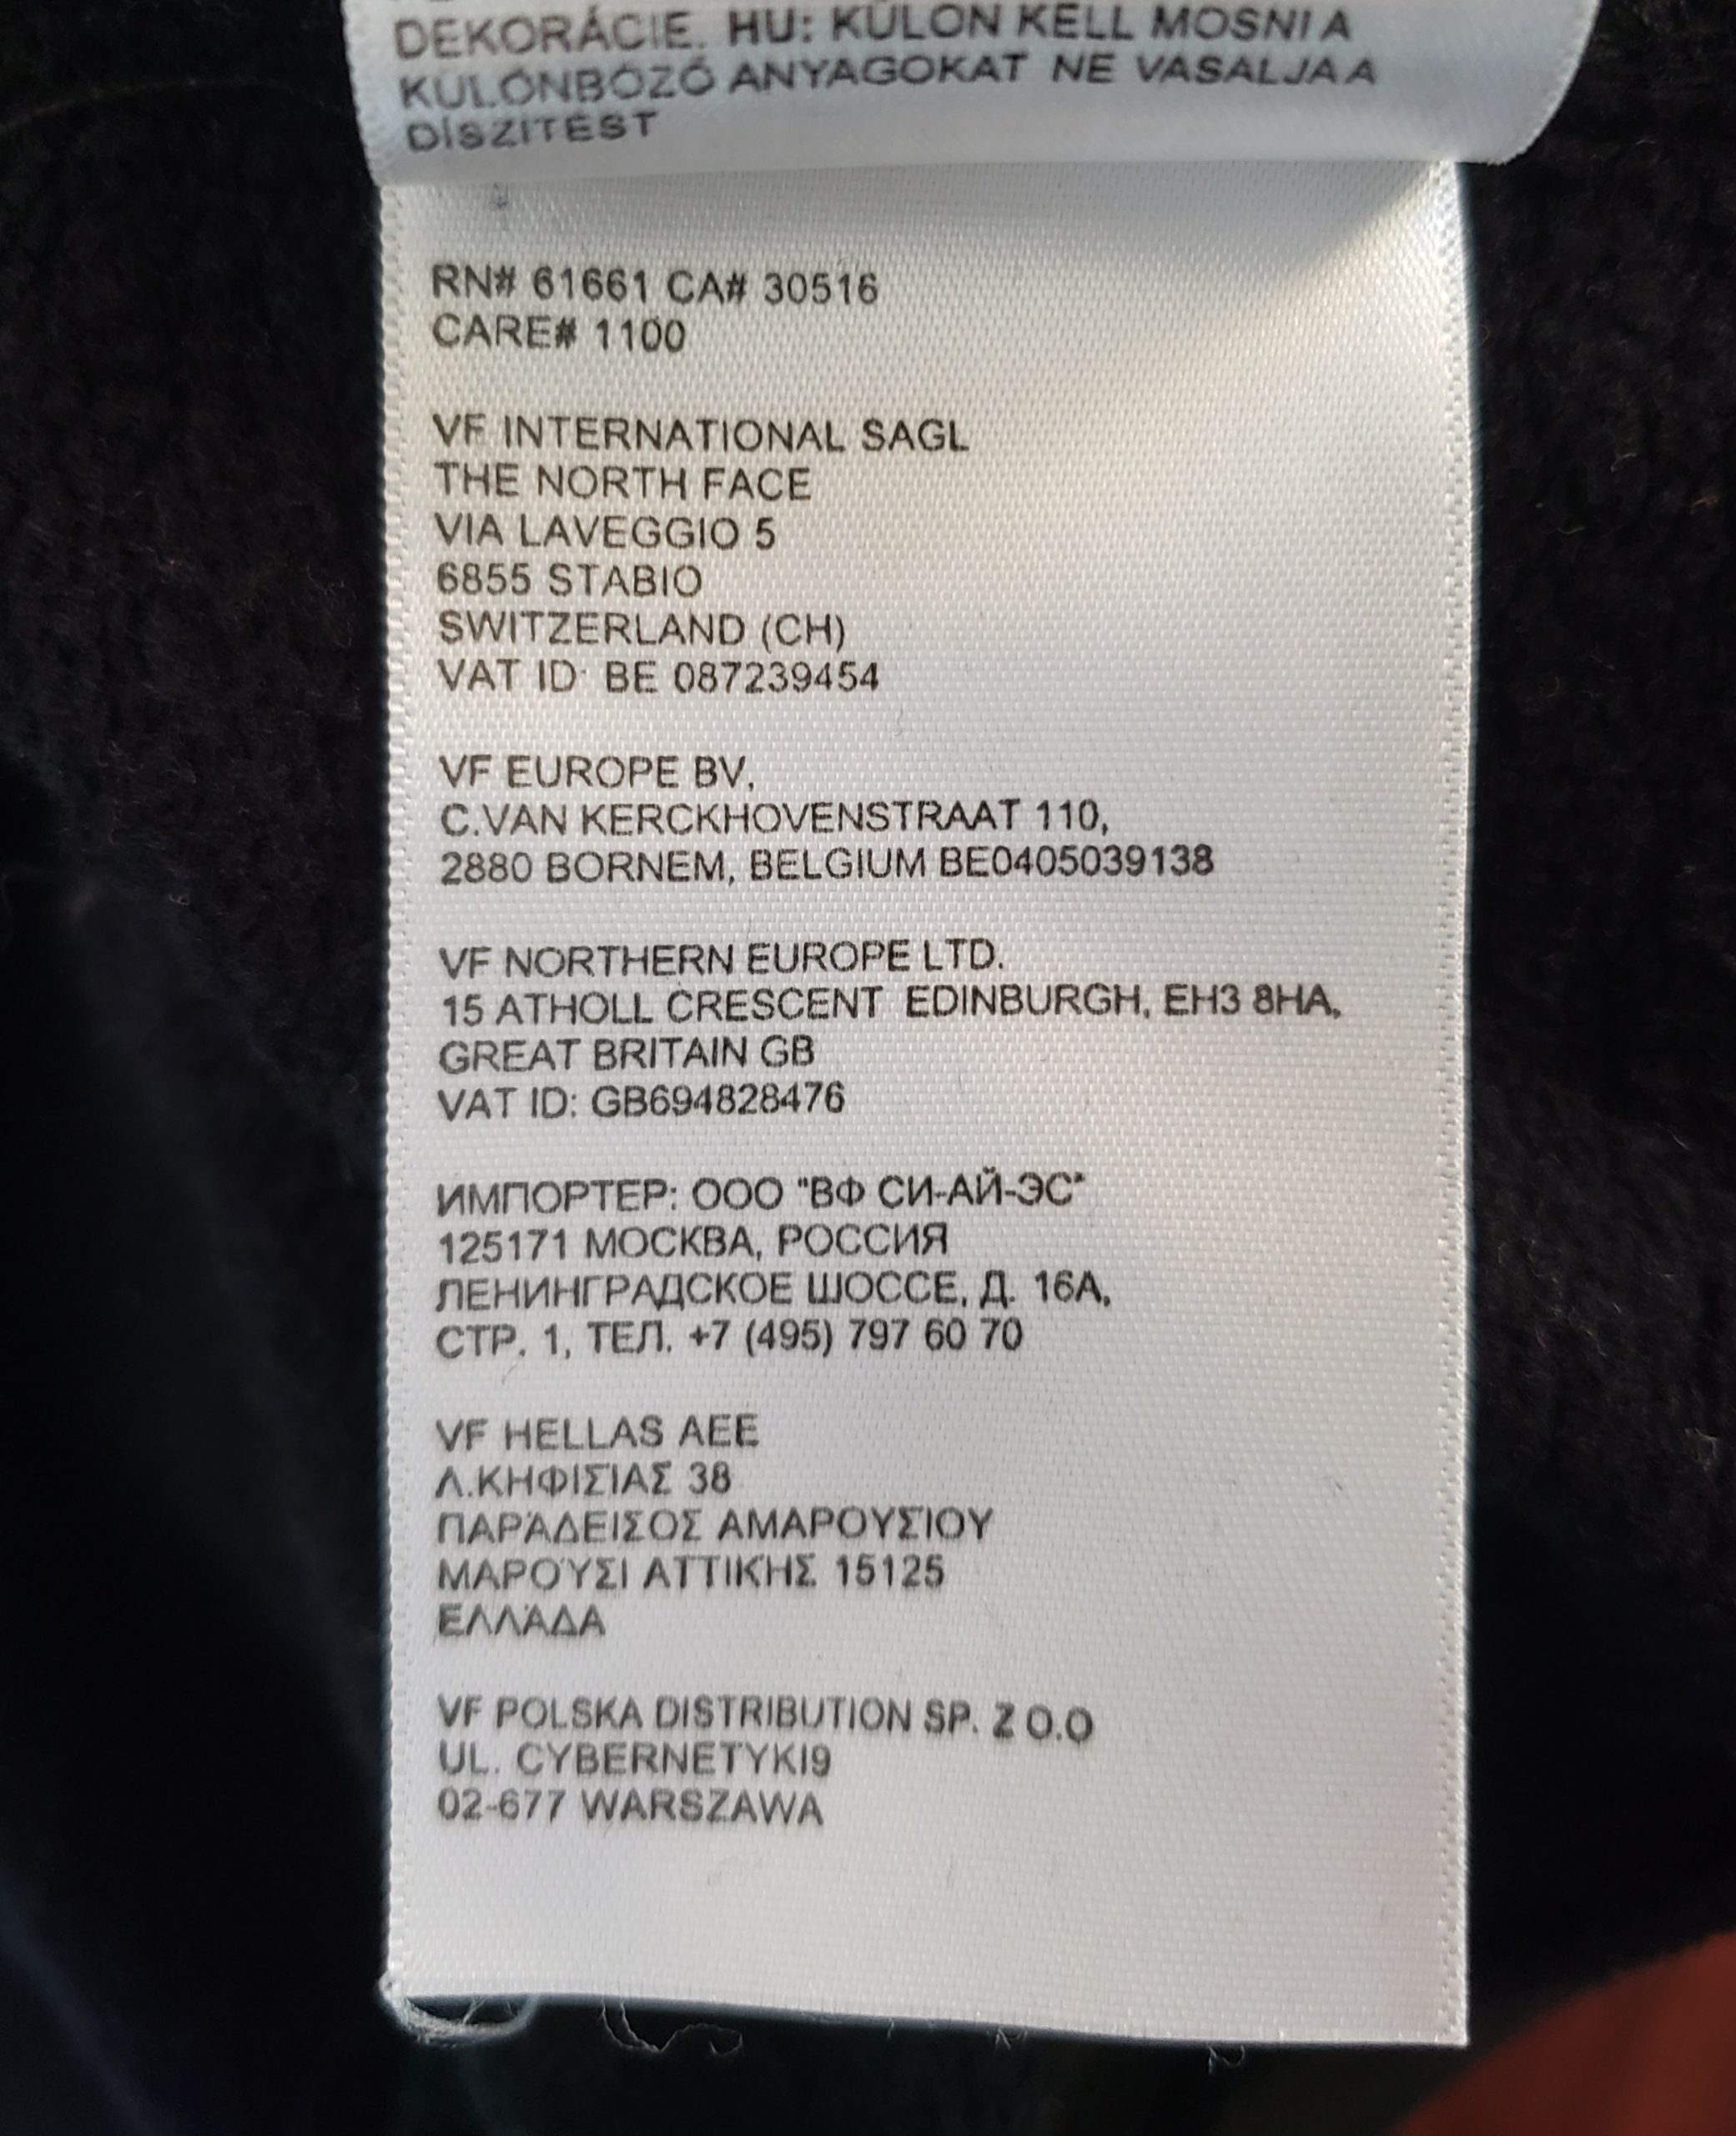 DEKORÁCIE. HU: KÜLÖN KELL MOSNI A
KÜLÖNBÖZŐ ANYAGOKAT NE VASALJA A
DÍSZÍTÉST
RN# 61661 CA# 30516
CARE# 1100
VF INTERNATIONAL SAGL
THE NORTH FACE
VIA LAVEGGIO 5
6855 STABIO
SWITZERLAND (CH)
VAT ID: BE 087239454
VF EUROPE BV,
C.VAN KERCKHOVENSTRAAT 110,
2880 BORNEM, BELGIUM BE0405039138
VF NORTHERN EUROPE LTD.
15 ATHOLL CRESCENT EDINBURGH, EH3 8HA,
GREAT BRITAIN GB
VAT ID: GB694828476
ИМПОРТЕР: ООО "ВФ СИ-АЙ-ЭС"
125171 МОСКВА, РОССИЯ
ЛЕНИНГРАДСКОЕ ШОССЕ, Д. 16А,
СТР. 1, ТЕЛ. +7 (495) 797 60 70
VF HELLAS AEE
Λ.ΚΗΦΙΣΙΑΣ 38
ΠΑΡΆΔΕΙΣΟΣ ΑΜΑΡΟΥΣΙΟΥ
ΜΑΡΟΎΣΙ ΑΤΤΙΚΗΣ 15125
ΕΛΛΆΔΑ
VF POLSKA DISTRIBUTION SP. Z O.O
UL. CYBERNETYKI9
02-677 WARSZAWA